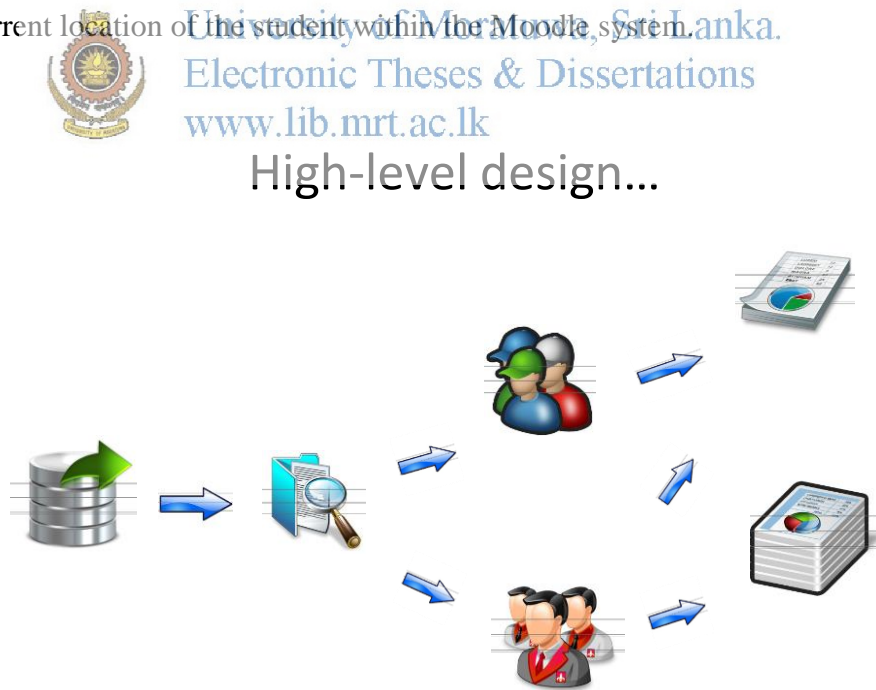 rrent location of the student within the Moodle system.
University of Moratuwa, Sri Lanka.
Electronic Theses & Dissertations
www.lib.mrt.ac.lk
High-level design...